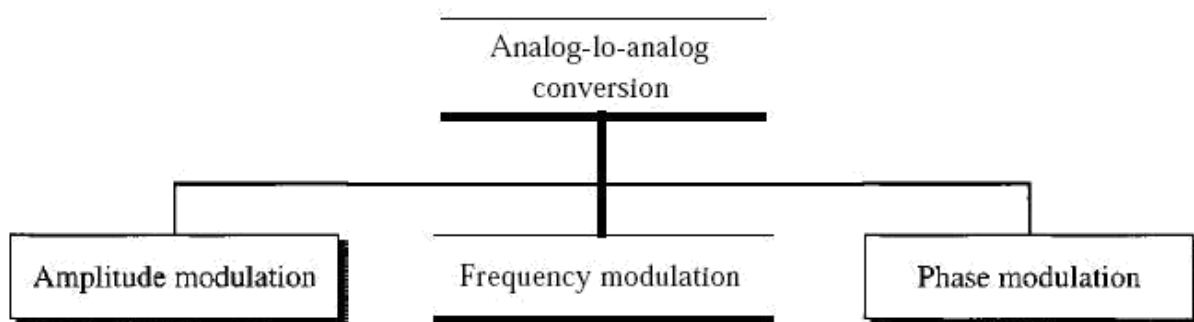 Analog-lo-analog
conversion
Amplitude modulation
Frequency modulation
Phase modulation